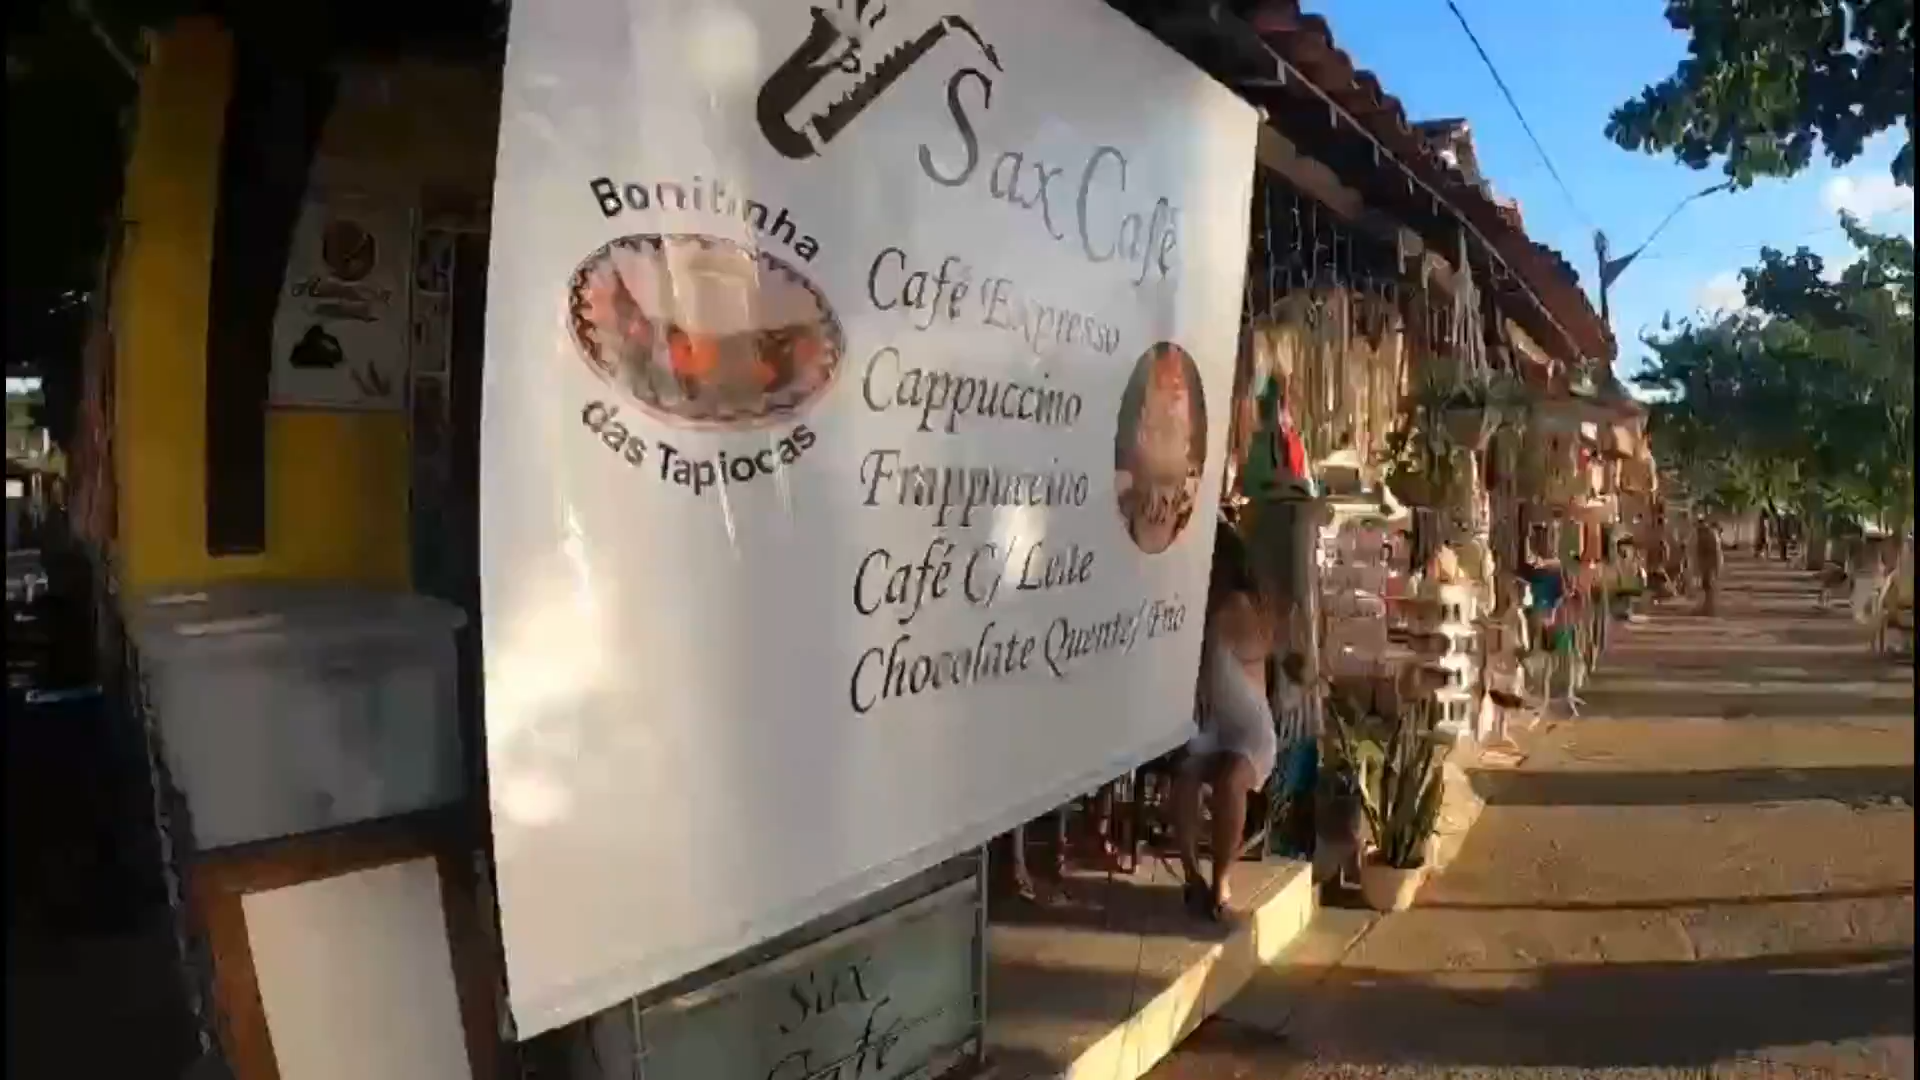 Sax Café
Bonitinha
das Tapiocas
Café Expresso
Cappuccino
Frappuccino
Café C/ Leite
Chocolate Quente/ Frio
Sax
Café